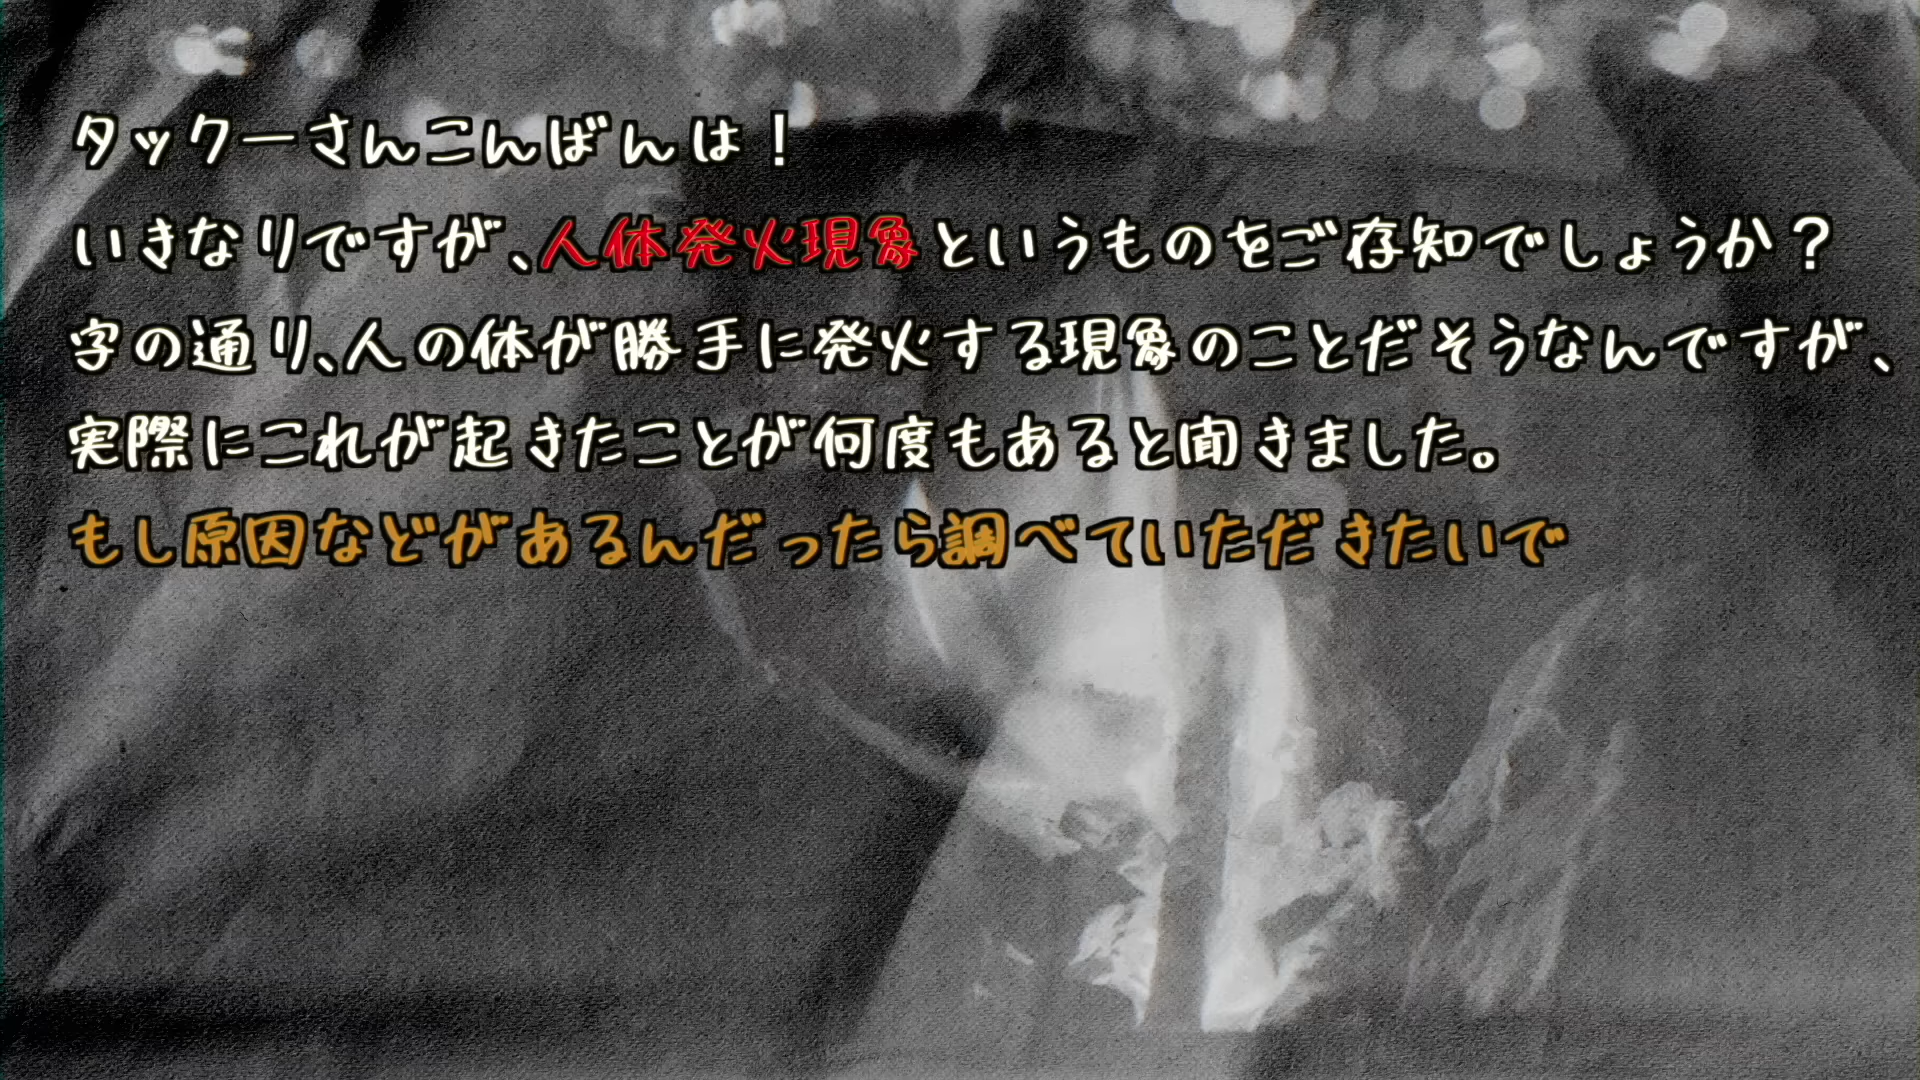 タックーさんこんばんは！
いきなりですが、人体発火現象というものをご存知でしょうか？
字の通り、人の体が勝手に発火する現象のことだそうなんですが、
実際にこれが起きたことが何度もあると聞きました。
もし原因などがあるんだったら調べていただきたいで